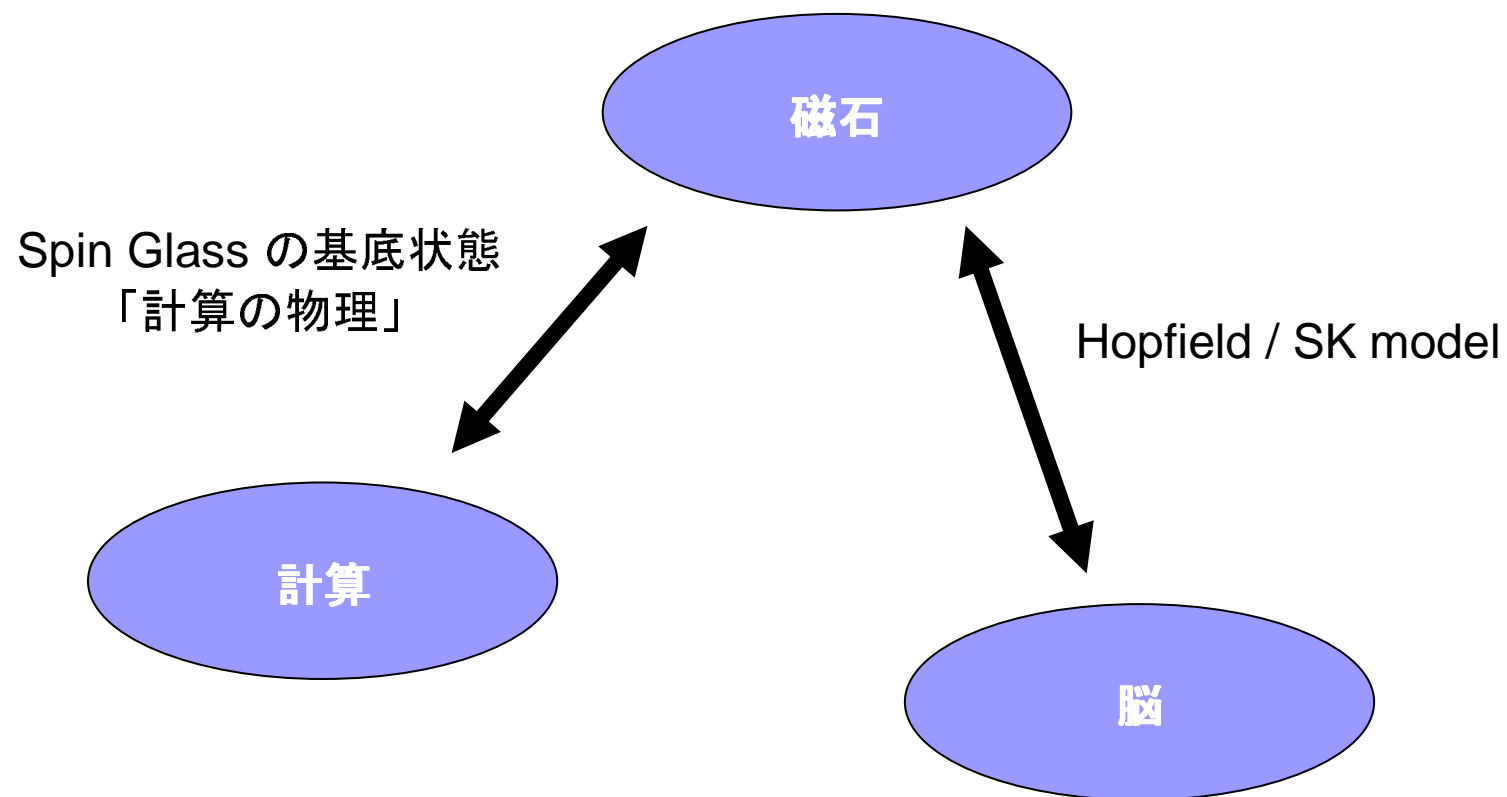 磁石
Spin Glass の基底状態
「計算の物理」
Hopfield / SK model
計算
脳